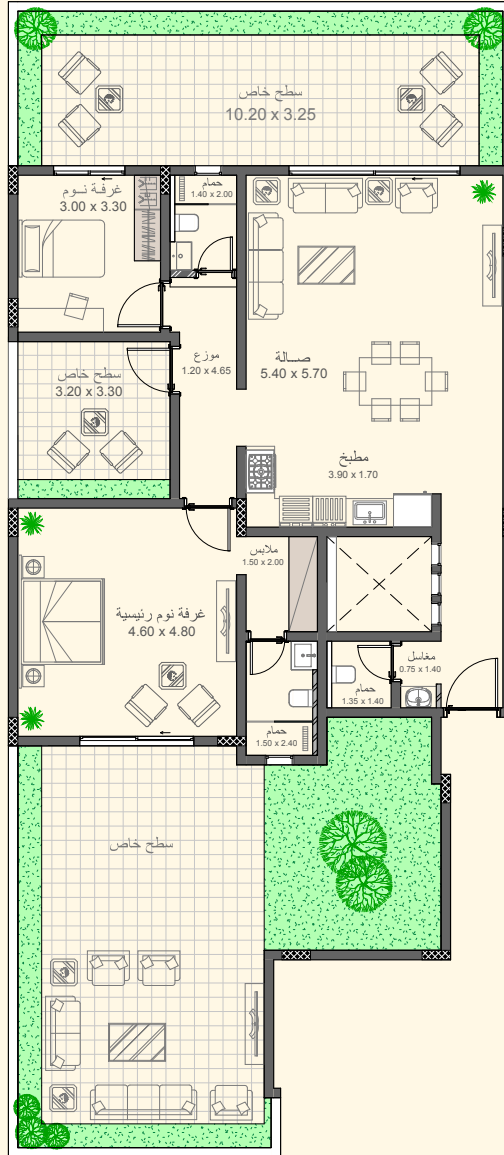 سطح خاص
10.20 x 3.25
غرفة نــوم
3.00 x 3.30
حمام
1.40 x 2.00
موزع
1.20 x 4.65
صـــالة
5.40 x 5.70
سطح خاص
3.20 x 3.30
مطبخ
3.90 x 1.70
ملابس
1.50 x 2.00
غرفة نوم رئيسية
4.60 x 4.80
مغاسل
0.75 x 1.40
حمام
1.35 x 1.40
حمام
1.50 x 2.40
سطح خاص